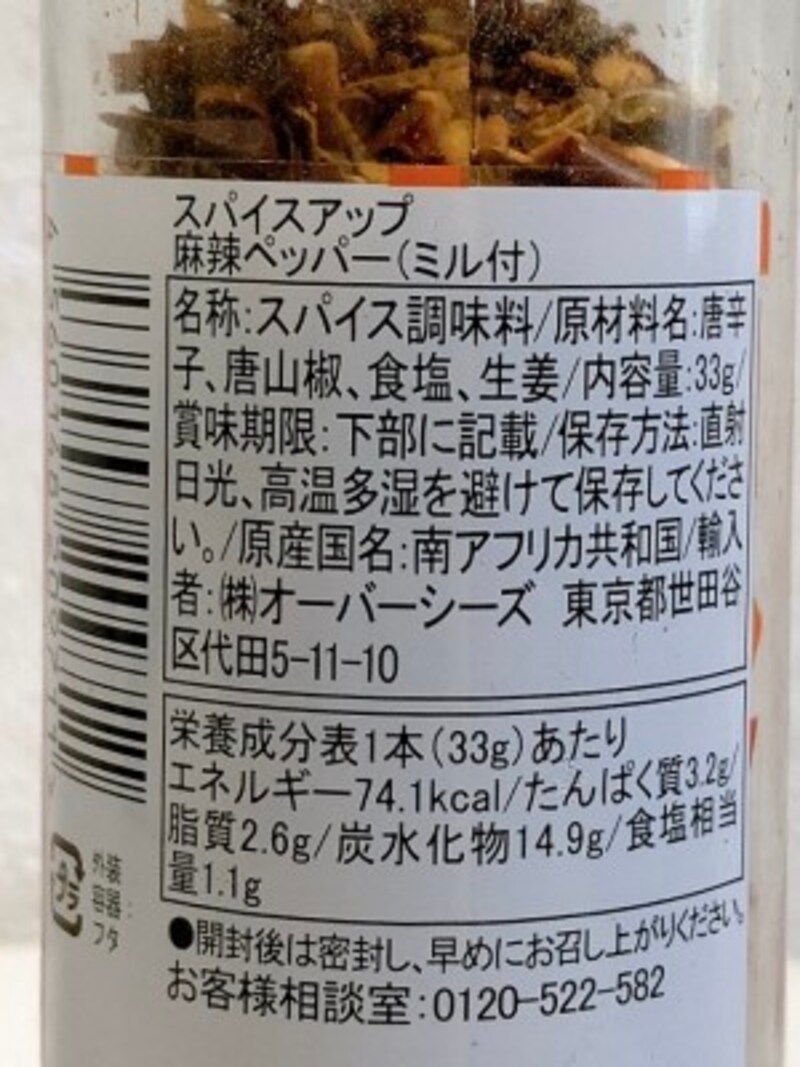 スパイスアップ
麻辣ペッパー(ミル付)
名称:スパイス調味料/原材料名:唐辛
子、唐山椒、食塩、生姜/内容量:33g/
賞味期限:下部に記載/保存方法:直射
日光、高温多湿を避けて保存してくださ
い。/原産国名:南アフリカ共和国/輸入
者:㈱オーバーシーズ 東京都世田谷
区代田5-11-10
栄養成分表1本(33g)あたり
エネルギー74.1kcal/たんぱく質3.2g/
脂質2.6g/炭水化物14.9g/食塩相当
量1.1g
●開封後は密封し、早めにお召し上がりください。
お客様相談室:0120-522-582
プラ
外装
容器:
フタ